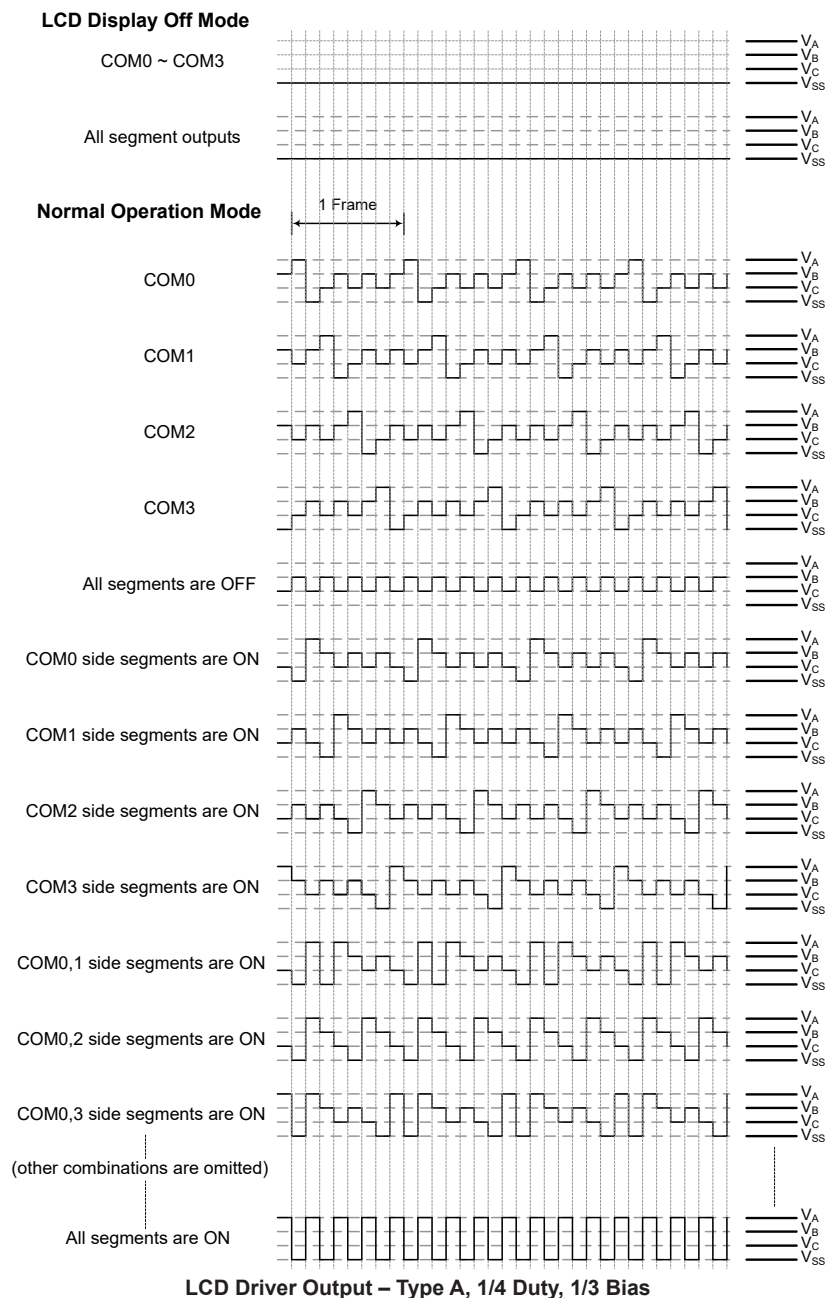 LCD Display Off Mode
COM0 ~ COM3
VA
VB
VC
VSS
All segment outputs
VA
VB
VC
VSS
Normal Operation Mode
1 Frame
COM0
VA
VB
VC
VSS
COM1
VA
VB
VC
VSS
COM2
VA
VB
VC
VSS
COM3
VA
VB
VC
VSS
All segments are OFF
VA
VB
VC
VSS
COM0 side segments are ON
VA
VB
VC
VSS
COM1 side segments are ON
VA
VB
VC
VSS
COM2 side segments are ON
VA
VB
VC
VSS
COM3 side segments are ON
VA
VB
VC
VSS
COM0,1 side segments are ON
VA
VB
VC
VSS
COM0,2 side segments are ON
VA
VB
VC
VSS
COM0,3 side segments are ON
VA
VB
VC
VSS
(other combinations are omitted)
All segments are ON
VA
VB
VC
VSS
LCD Driver Output – Type A, 1/4 Duty, 1/3 Bias